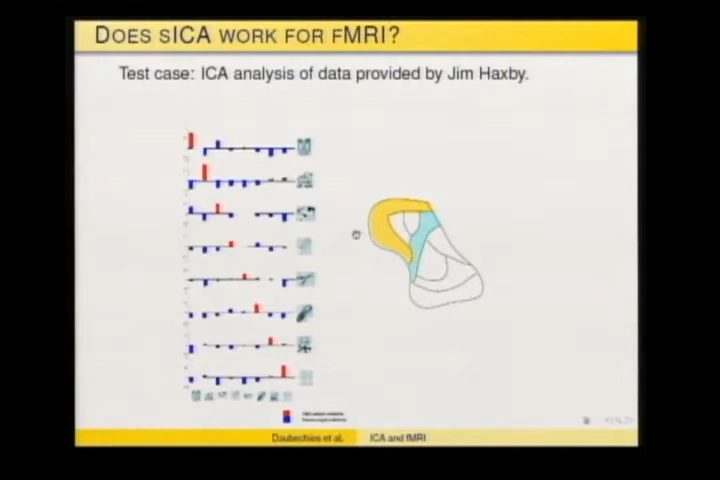 DOES SICA WORK FOR FMRI?
Test case: ICA analysis of data provided by Jim Haxby.
Daubechies et al. ICA and fMRI